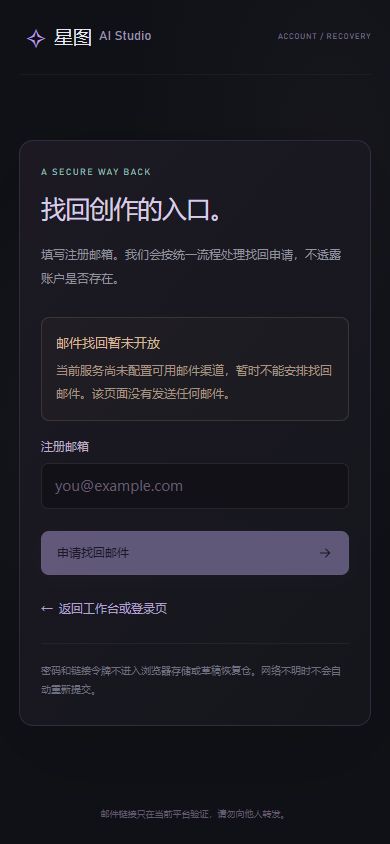 星图 AI Studio
ACCOUNT / RECOVERY
A SECURE WAY BACK
找回创作的入口。
填写注册邮箱。我们会按统一流程处理找回申请，不透露
账户是否存在。
邮件找回暂未开放
当前服务尚未配置可用邮件渠道，暂时不能安排找回
邮件。该页面没有发送任何邮件。
注册邮箱
you@example.com
申请找回邮件 →
← 返回工作台或登录页
密码和链接令牌不进入浏览器存储或草稿恢复仓。网络不明时不会自
动重新提交。
邮件链接只在当前平台验证，请勿向他人转发。